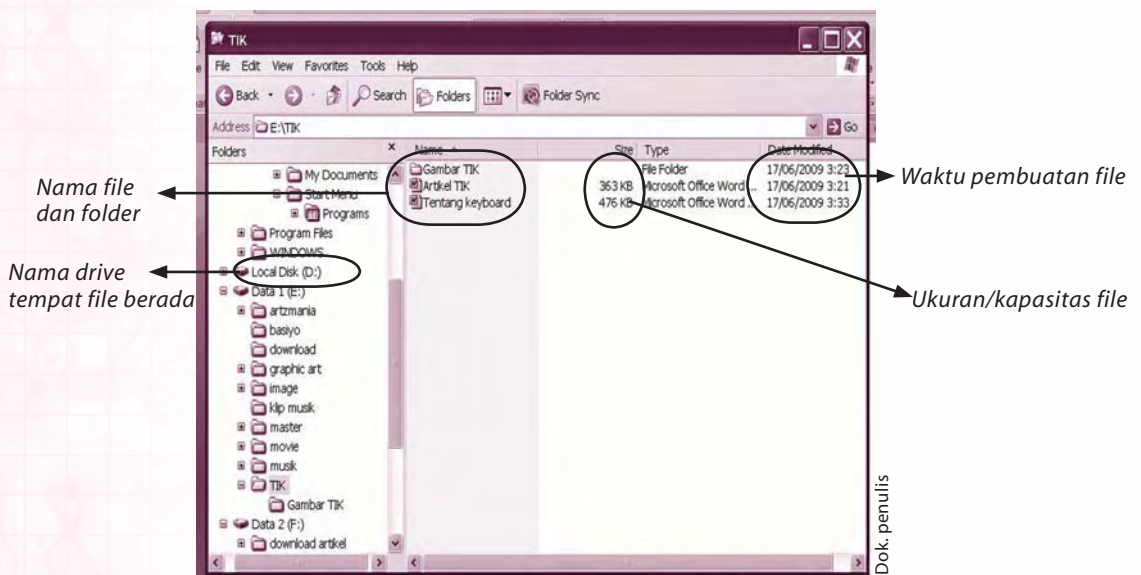 TIK
File Edit View Favorites Tools Help
Back Search Folders Folder Sync
Address E:\TIK Go
Folders x Name Size Type Date Modified
My Documents
Start Menu
Programs
Program Files
WINDOWS
Local Disk (D:)
Data 1 (E:)
artzmania
basiyo
download
graphic art
image
klip musik
master
movie
musik
TIK
Gambar TIK
Data 2 (F:)
download artikel
Gambar TIK File Folder 17/06/2009 3:23
Artikel TIK 363 KB Microsoft Office Word ... 17/06/2009 3:21
Tentang keyboard 476 KB Microsoft Office Word ... 17/06/2009 3:33
Nama file
dan folder
Nama drive
tempat file berada
Waktu pembuatan file
Ukuran/kapasitas file
Dok. penulis